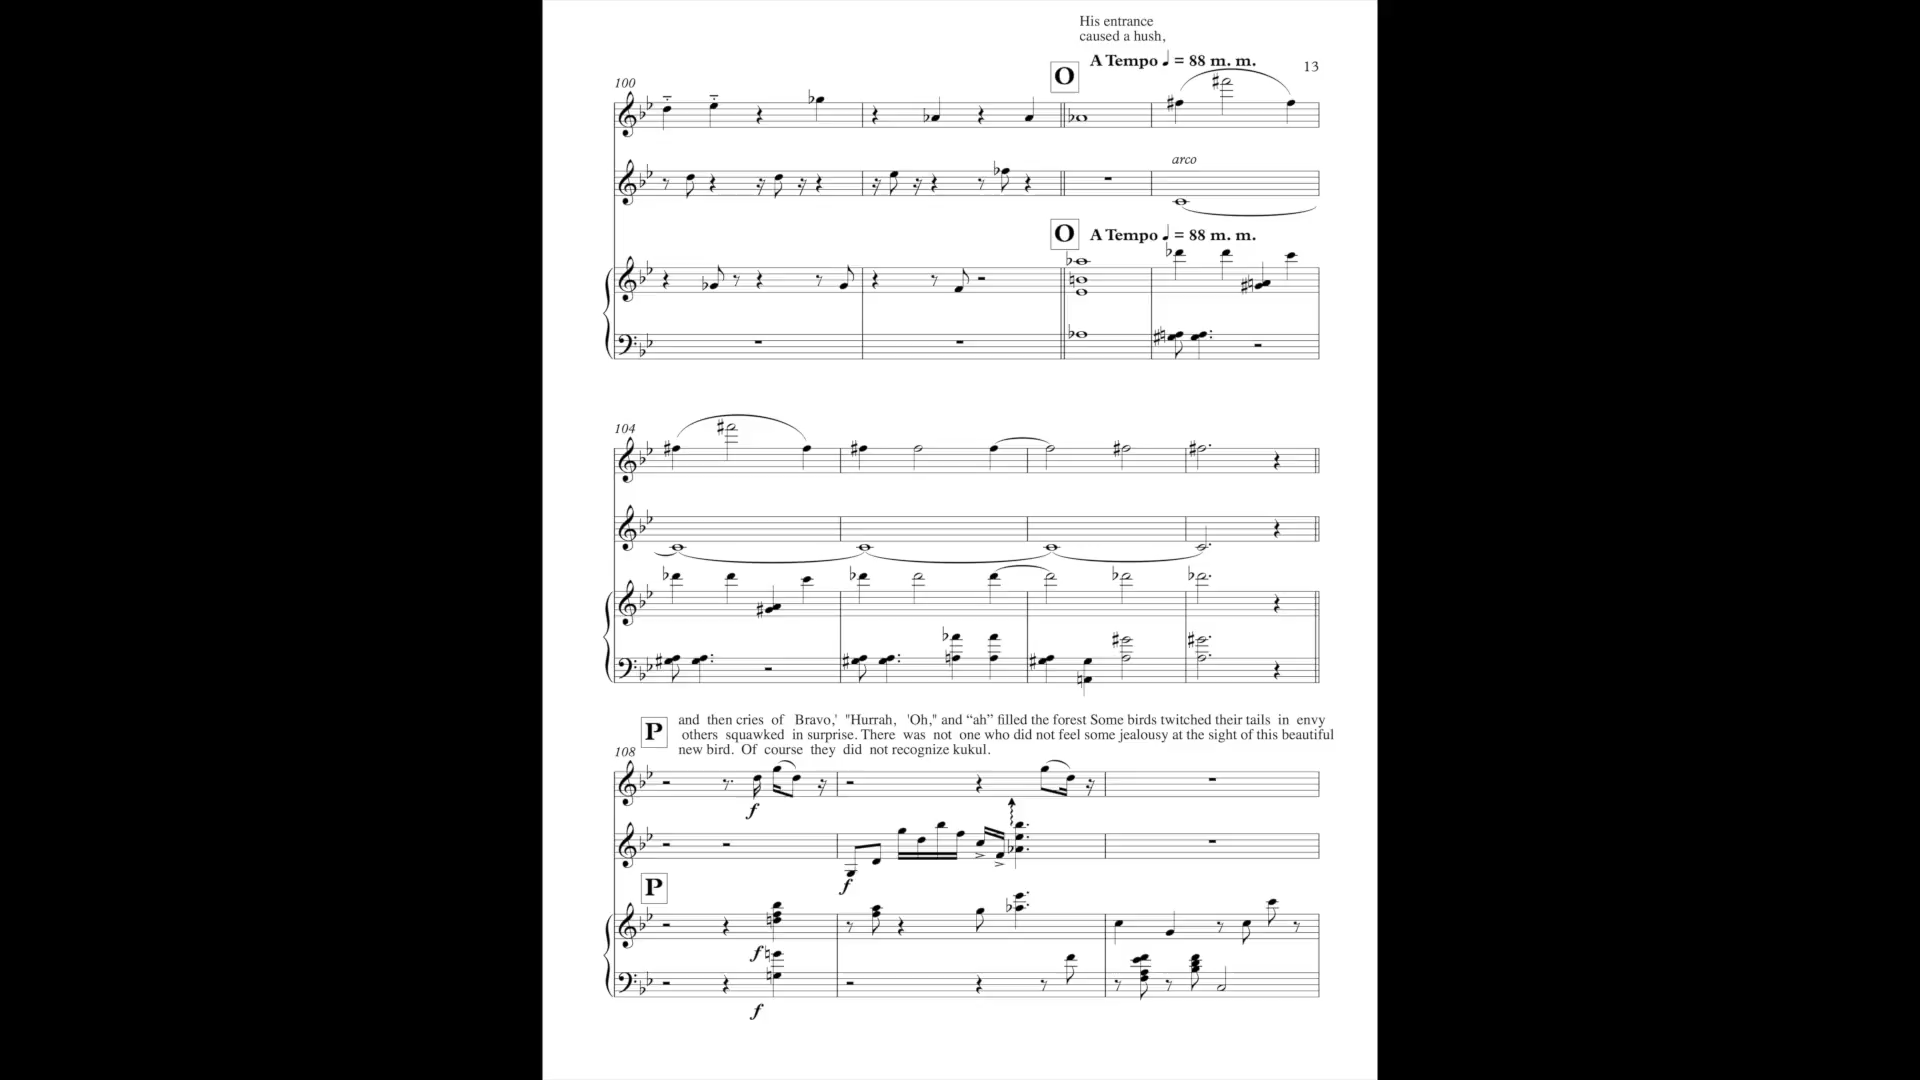 His entrance
caused a hush,
O A Tempo ♩ = 88 m. m.
13
100
arco
O A Tempo ♩ = 88 m. m.
104
P and then cries of Bravo,' "Hurrah, 'Oh," and “ah” filled the forest Some birds twitched their tails in envy
others squawked in surprise. There was not one who did not feel some jealousy at the sight of this beautiful
new bird. Of course they did not recognize kukul.
108
f
f
P
f
f